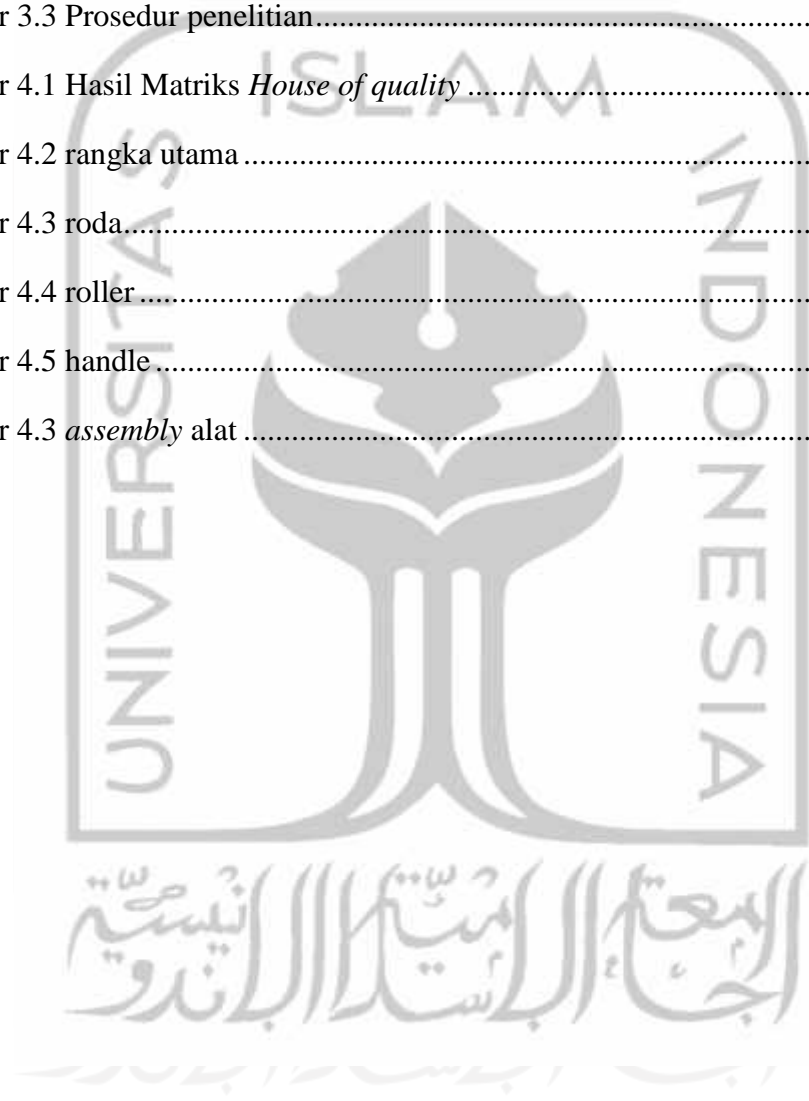 r 3.3 Prosedur penelitian......................................................................
r 4.1 Hasil Matriks House of quality ..................................................
r 4.2 rangka utama ..............................................................................
r 4.3 roda.............................................................................................
r 4.4 roller ...........................................................................................
r 4.5 handle .........................................................................................
r 4.3 assembly alat ..............................................................................
UNIVERSITAS
ISLAM
INDONESIA